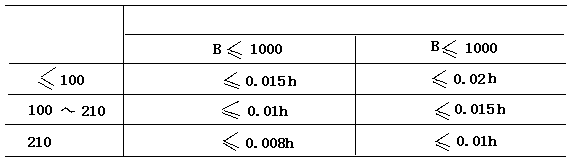 B ≤ 1000 B ≤ 1000
≤ 100 ≤ 0.015h ≤ 0.02h
100 ～ 210 ≤ 0.01h ≤ 0.015h
210 ≤ 0.008h ≤ 0.01h